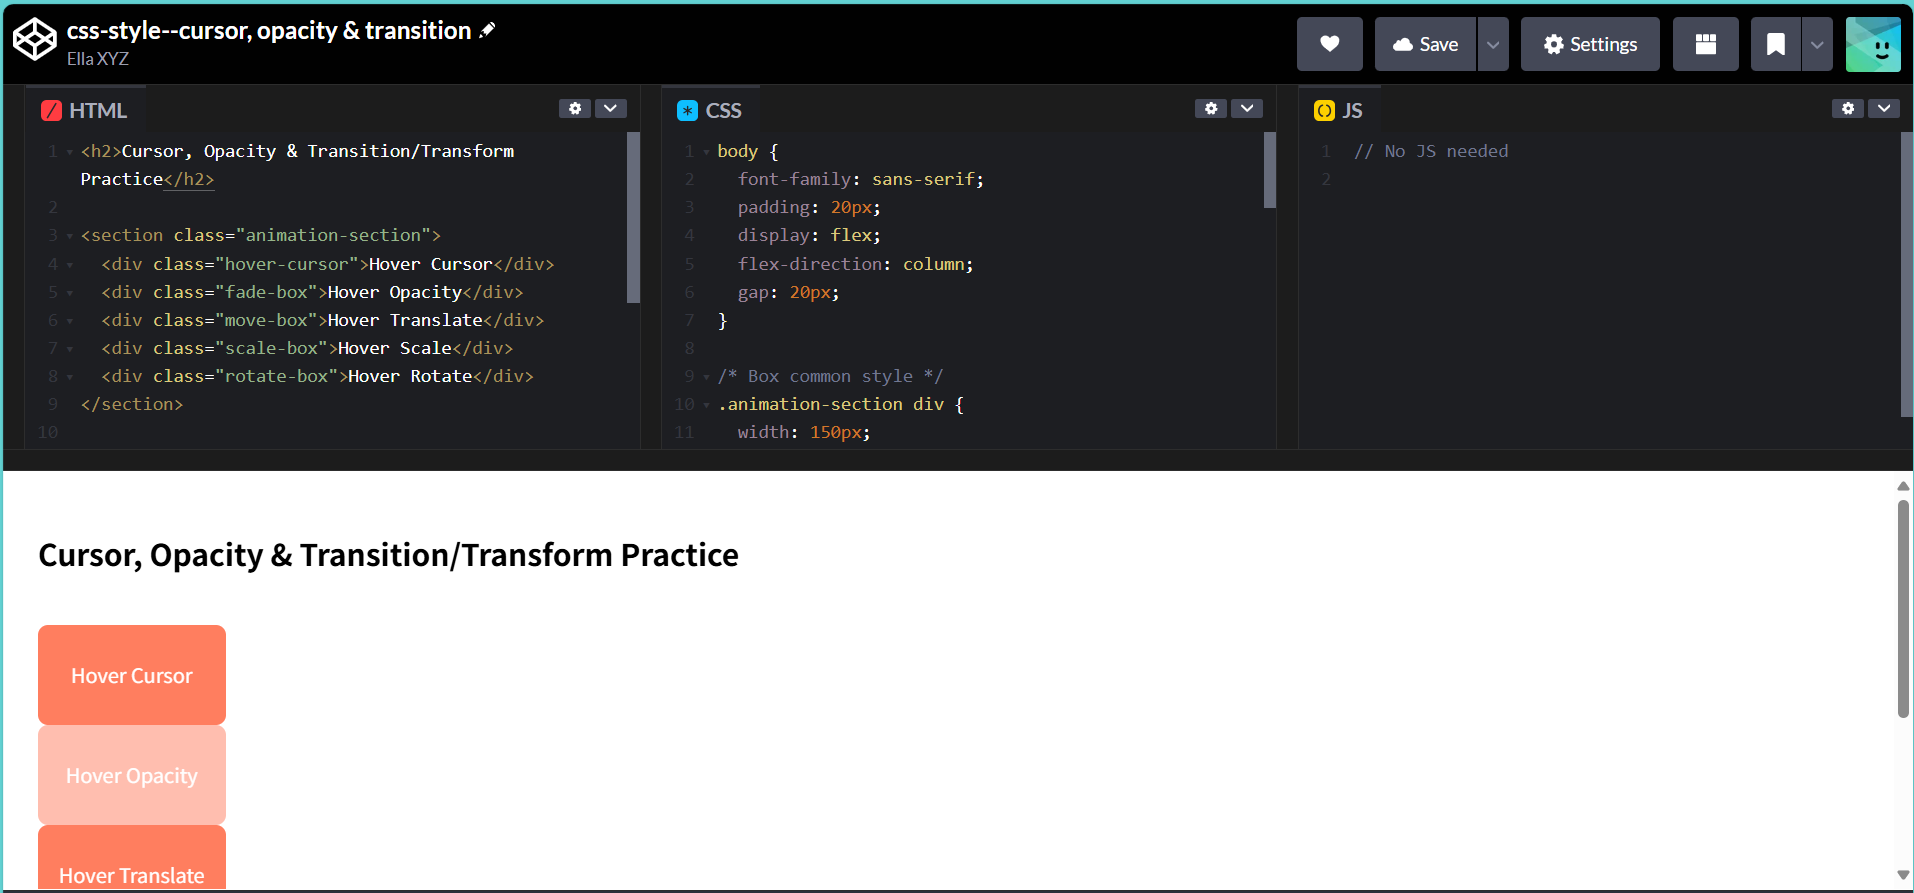 css-style--cursor, opacity & transition
Ella XYZ
Save
Settings
HTML
1 <h2>Cursor, Opacity & Transition/Transform
Practice</h2>
2
3 <section class="animation-section">
4 <div class="hover-cursor">Hover Cursor</div>
5 <div class="fade-box">Hover Opacity</div>
6 <div class="move-box">Hover Translate</div>
7 <div class="scale-box">Hover Scale</div>
8 <div class="rotate-box">Hover Rotate</div>
9 </section>
10
CSS
1 body {
2 font-family: sans-serif;
3 padding: 20px;
4 display: flex;
5 flex-direction: column;
6 gap: 20px;
7 }
8
9 /* Box common style */
10 .animation-section div {
11 width: 150px;
JS
1 // No JS needed
2
Cursor, Opacity & Transition/Transform Practice
Hover Cursor
Hover Opacity
Hover Translate